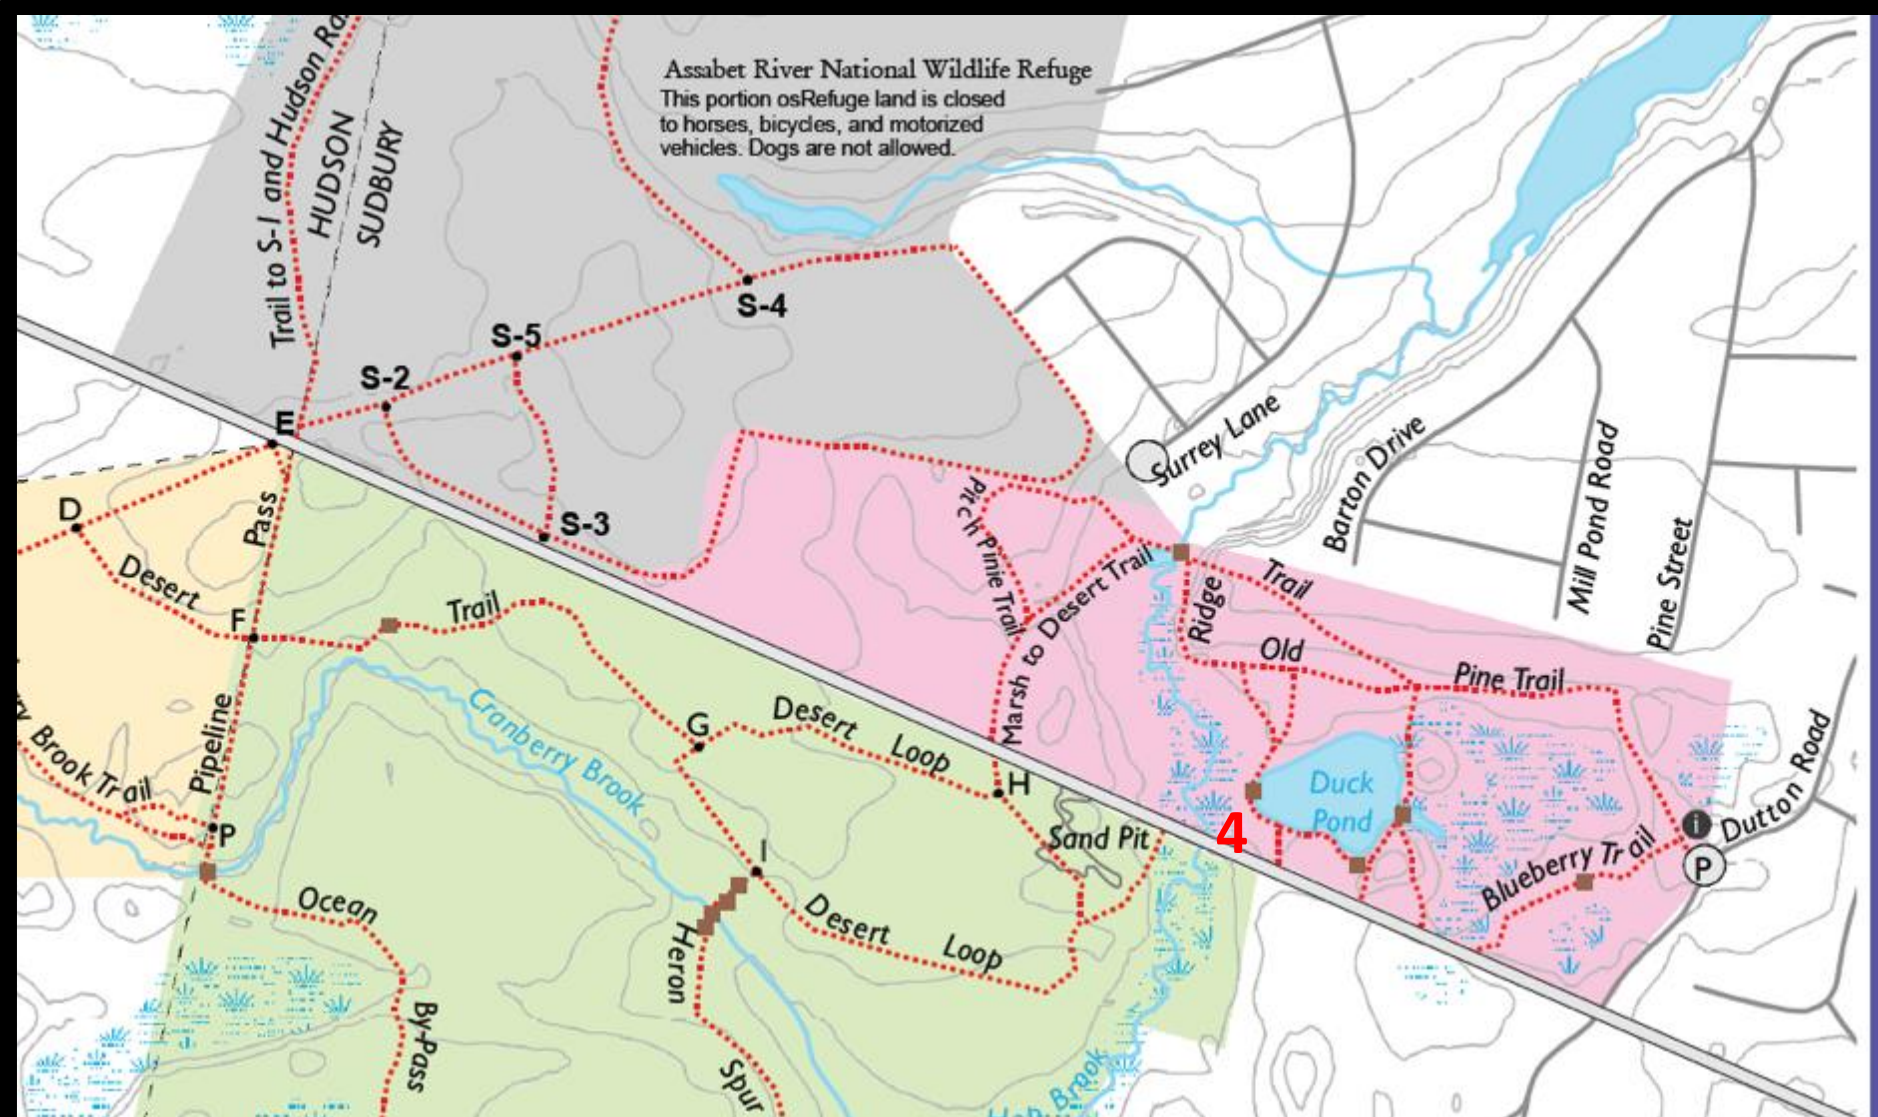 Trail to S-1 and Hudson
HUDSON
SUDBURY
Assabet River National Wildlife Refuge
This portion osRefuge land is closed
to horses, bicycles, and motorized
vehicles. Dogs are not allowed.
S-4
S-5
S-2
E
S-3
D
Pass
Desert
F
Trail
Surrey Lane
Barton Drive
Mill Pond Road
Pine Street
Pitch Pinie Trail
Marsh to Desert Trail
Ridge
Trail
Old
Pine Trail
Cranberry Brook
Pipeline
Brook Trail
P
G
Desert
Loop
H
Sand Pit
Duck
Pond
4
i
P
Dutton Road
Blueberry Trail
I
Desert
Loop
Ocean
By-Pass
Heron
Spur
Brook